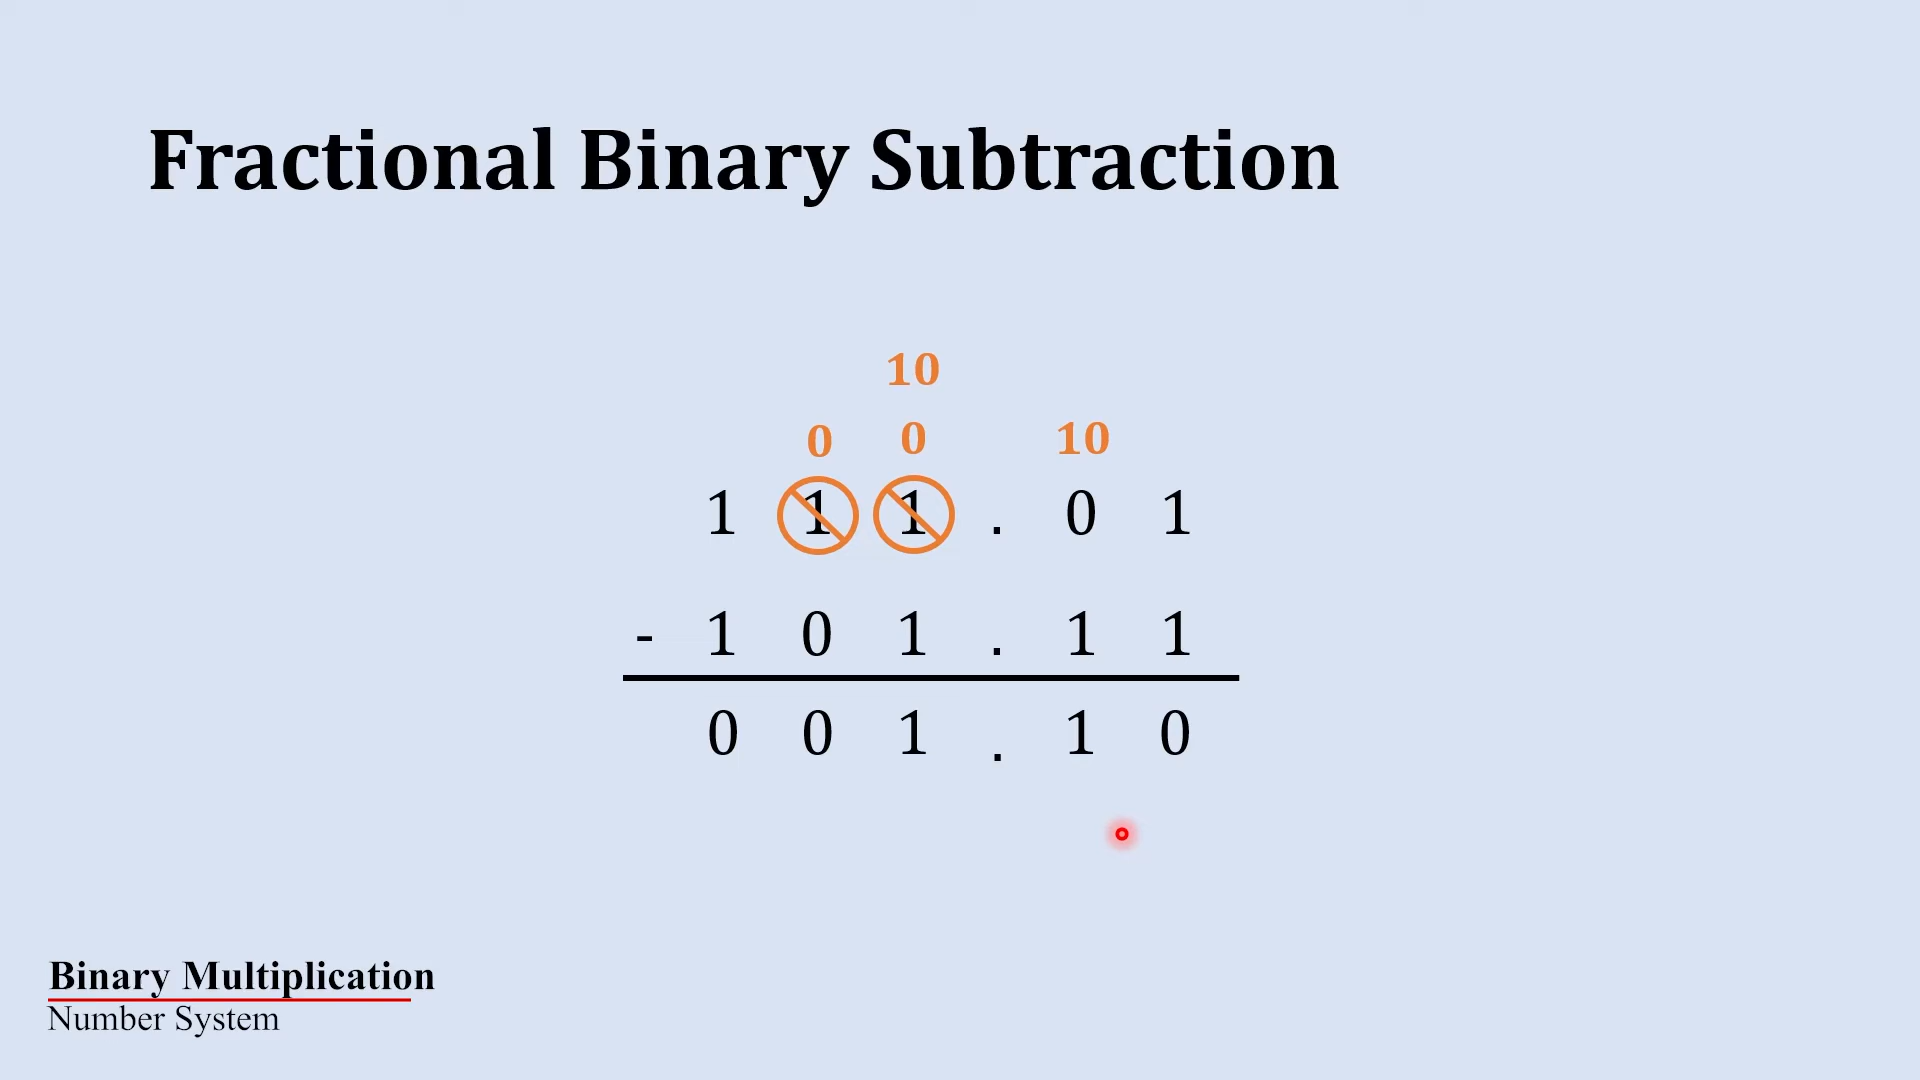 Fractional Binary Subtraction
10
0 0 10
1 1 1 . 0 1
- 1 0 1 . 1 1
0 0 1 . 1 0
Binary Multiplication
Number System